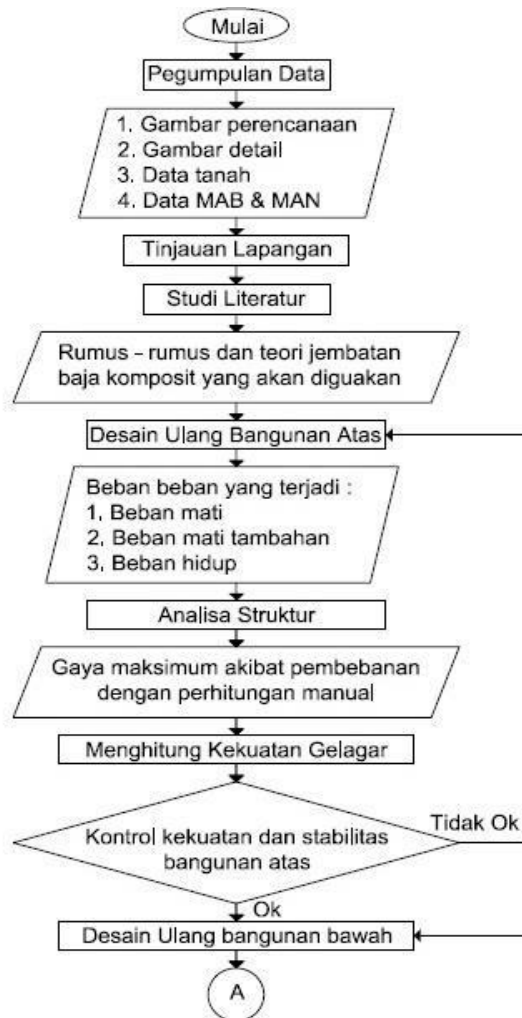 Mulai
Pegumpulan Data
1. Gambar perencanaan
2. Gambar detail
3. Data tanah
4. Data MAB & MAN
Tinjauan Lapangan
Studi Literatur
Rumus - rumus dan teori jembatan
baja komposit yang akan diguakan
Desain Ulang Bangunan Atas
Beban beban yang terjadi :
1, Beban mati
2, Beban mati tambahan
3, Beban hidup
Analisa Struktur
Gaya maksimum akibat pembebanan
dengan perhitungan manual
Menghitung Kekuatan Gelagar
Kontrol kekuatan dan stabilitas
bangunan atas
Tidak Ok
Ok
Desain Ulang bangunan bawah
A